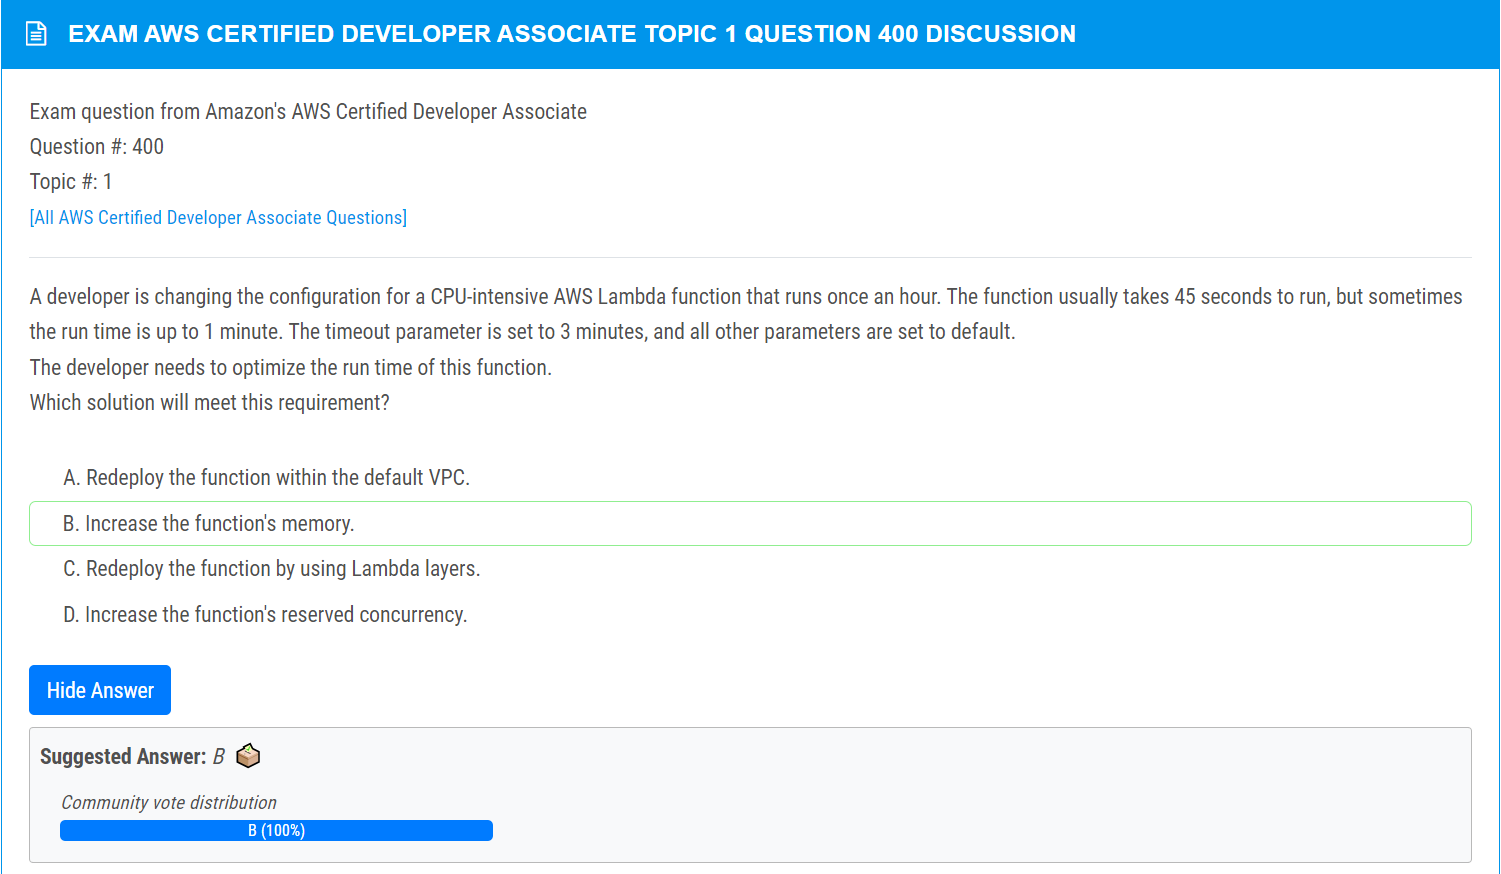 EXAM AWS CERTIFIED DEVELOPER ASSOCIATE TOPIC 1 QUESTION 400 DISCUSSION
Exam question from Amazon's AWS Certified Developer Associate
Question #: 400
Topic #: 1
[All AWS Certified Developer Associate Questions]
A developer is changing the configuration for a CPU-intensive AWS Lambda function that runs once an hour. The function usually takes 45 seconds to run, but sometimes
the run time is up to 1 minute. The timeout parameter is set to 3 minutes, and all other parameters are set to default.
The developer needs to optimize the run time of this function.
Which solution will meet this requirement?
A. Redeploy the function within the default VPC.
B. Increase the function's memory.
C. Redeploy the function by using Lambda layers.
D. Increase the function's reserved concurrency.
Hide Answer
Suggested Answer: B
Community vote distribution
B (100%)